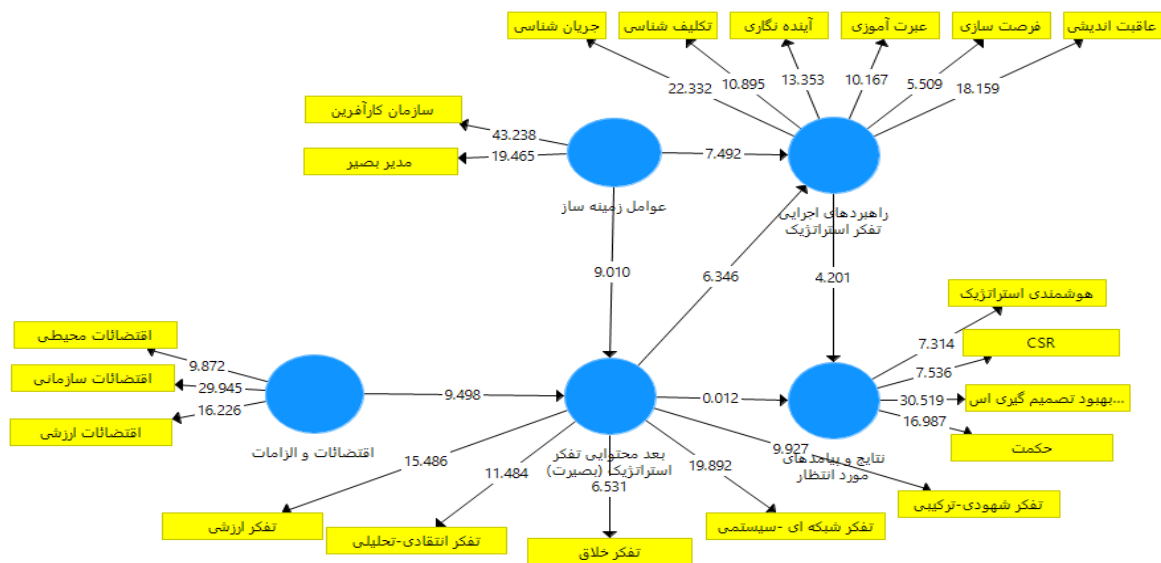 جریان شناسی
تکلیف شناسی
آینده نگاری
عبرت آموزی
فرصت سازی
عاقبت اندیشی
22.332
10.895
13.353
10.167
5.509
18.159
سازمان کارآفرین
43.238
مدیر بصیر
19.465
7.492
عوامل زمینه ساز
راهبردهای اجرایی
تفکر استراتژیک
9.010
6.346
4.201
هوشمندی استراتژیک
7.314
CSR
7.536
بهبود تصمیم گیری اس...
30.519
حکمت
16.987
اقتضائات محیطی
9.872
اقتضائات سازمانی
29.945
اقتضائات ارزشی
16.226
9.498
0.012
اقتضائات و الزامات
بعد محتوایی تفکر
استراتژیک (بصیرت)
نتایج و پیامدهای
مورد انتظار
15.486
11.484
6.531
19.892
9.927
تفکر ارزشی
تفکر انتقادی-تحلیلی
تفکر خلاق
تفکر شبکه ای -سیستمی
تفکر شهودی-ترکیبی